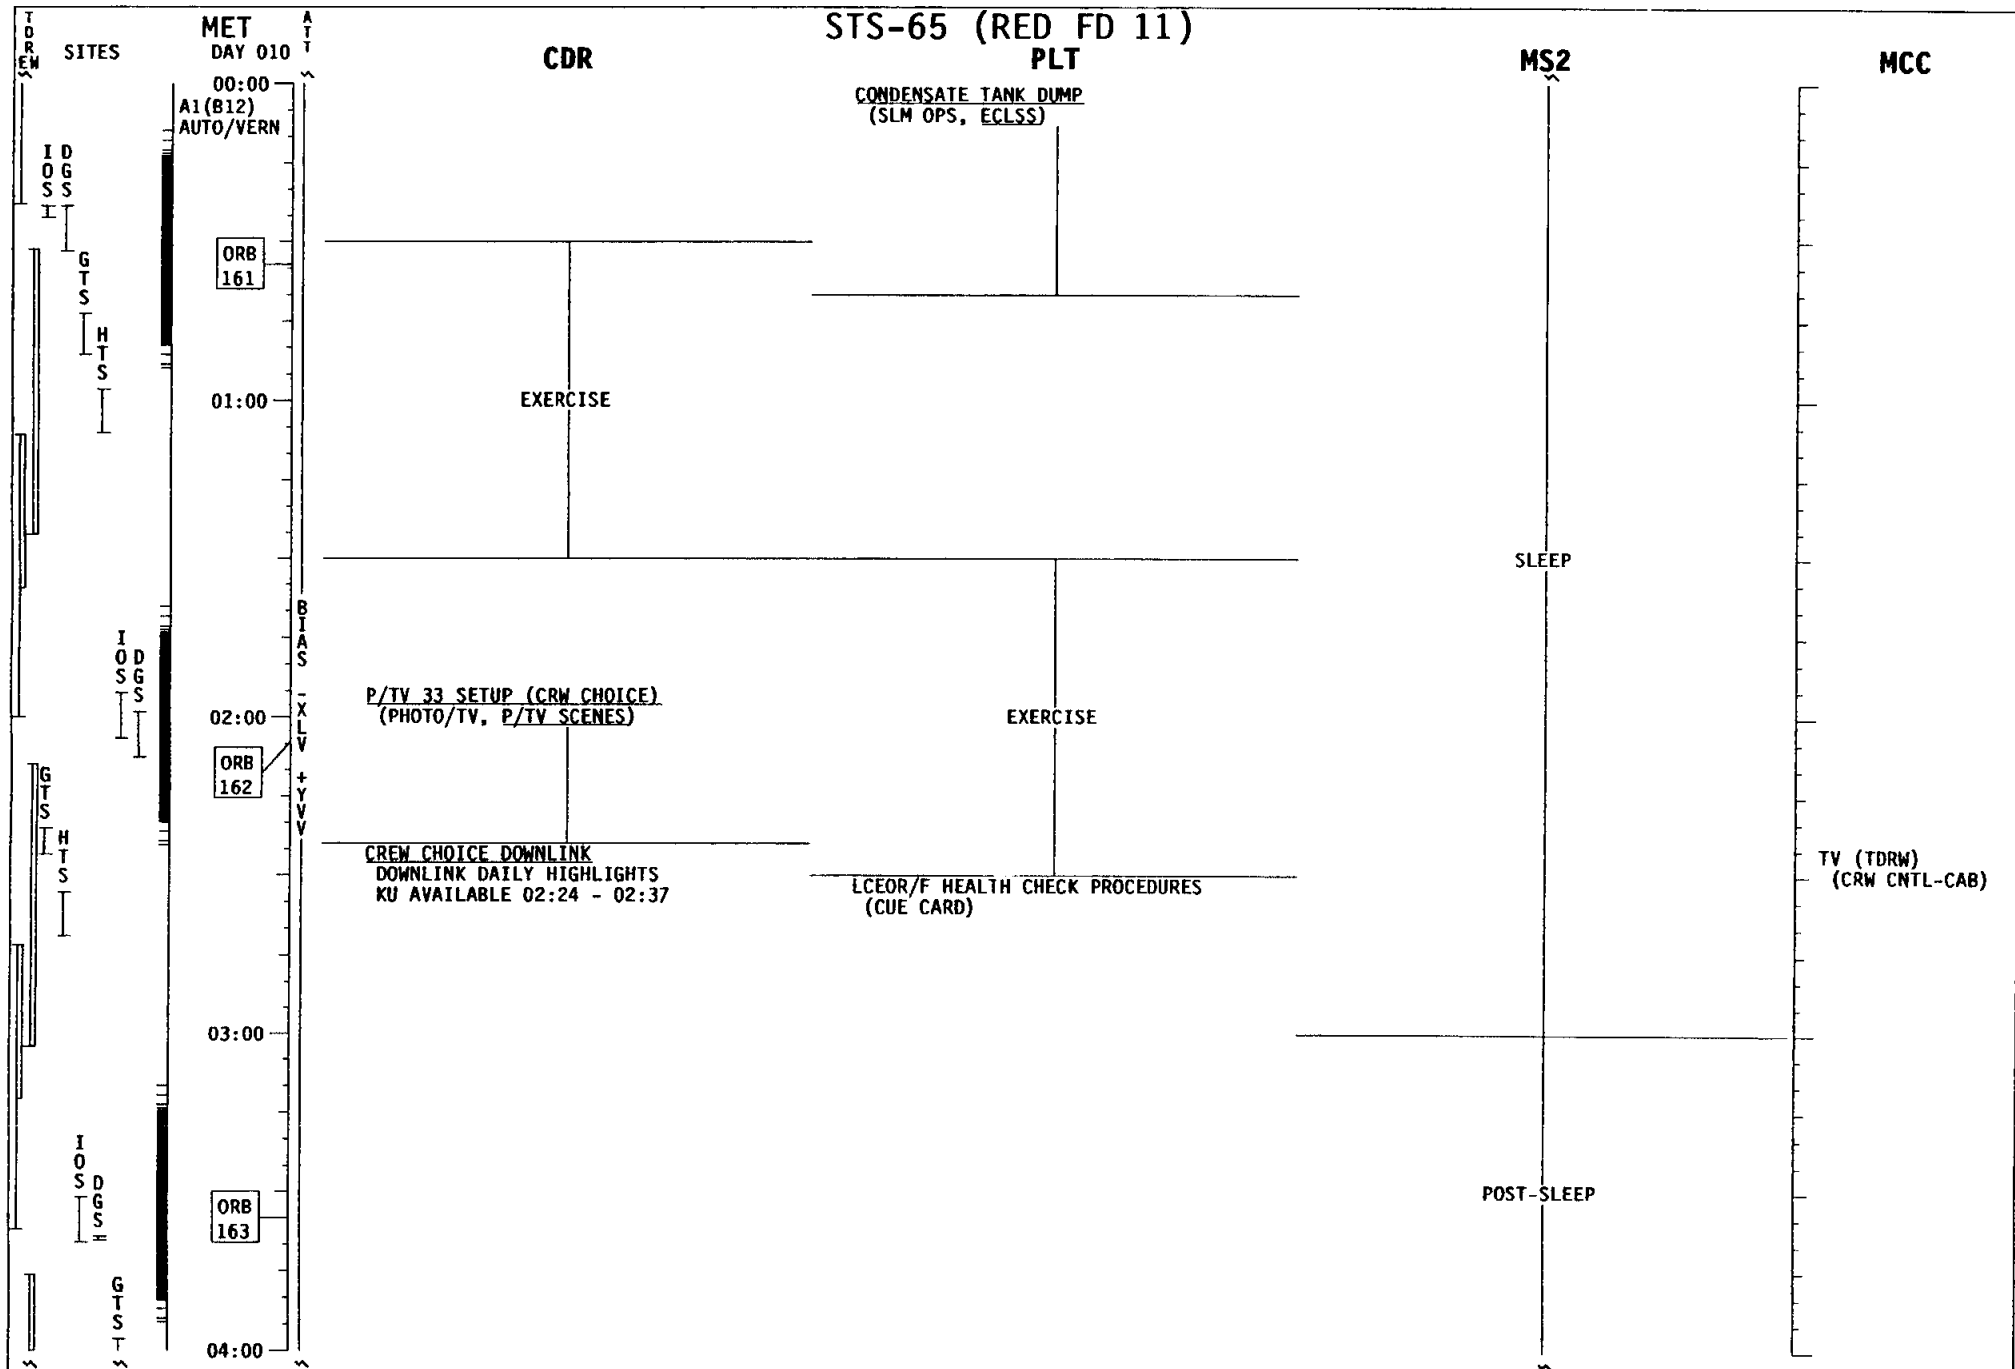 STS-65 (RED FD 11)
TDREW
SITES
MET
DAY 010
ATT
CDR
PLT
MS2
MCC
00:00
A1(B12)
AUTO/VERN
CONDENSATE TANK DUMP
(SLM OPS, ECLSS)
IOS
DGS
ORB
161
GTS
HTS
01:00
EXERCISE
SLEEP
BIAS -XLV +YVV
IOS
DGS
P/TV 33 SETUP (CRW CHOICE)
(PHOTO/TV, P/TV SCENES)
02:00
EXERCISE
ORB
162
GTS
HTS
CREW CHOICE DOWNLINK
DOWNLINK DAILY HIGHLIGHTS
KU AVAILABLE 02:24 - 02:37
LCEOR/F HEALTH CHECK PROCEDURES
(CUE CARD)
TV (TDRW)
(CRW CNTL-CAB)
03:00
IOS
DGS
ORB
163
POST-SLEEP
GTS
04:00